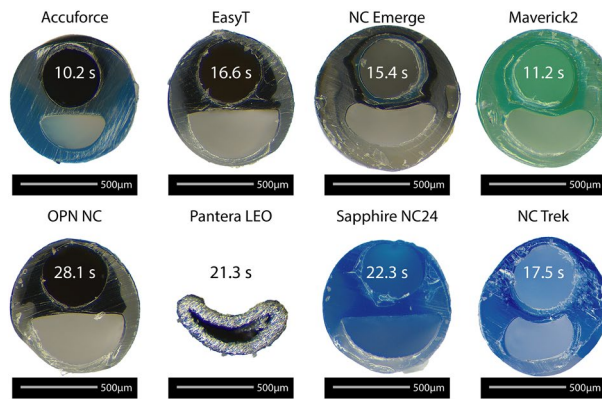 Accuforce EasyT NC Emerge Maverick2
10.2 s 16.6 s 15.4 s 11.2 s
500µm 500µm 500µm 500µm
OPN NC Pantera LEO Sapphire NC24 NC Trek
28.1 s 21.3 s 22.3 s 17.5 s
500µm 500µm 500µm 500µm